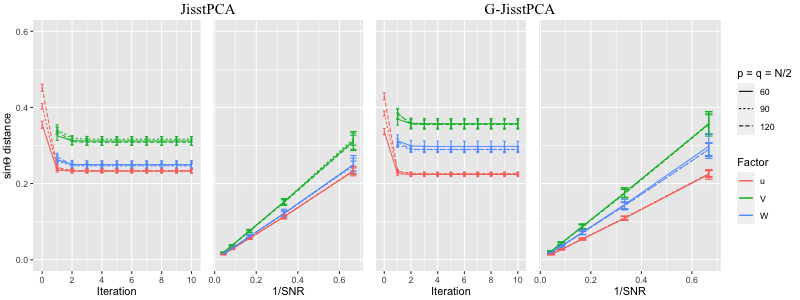 JisstPCA
G-JisstPCA
sinΘ distance
0.6
0.4
0.2
0.0
0 2 4 6 8 10
Iteration
0.0 0.2 0.4 0.6
1/SNR
0 2 4 6 8 10
Iteration
0.0 0.2 0.4 0.6
1/SNR
p = q = N/2
60
90
120
Factor
u
V
W